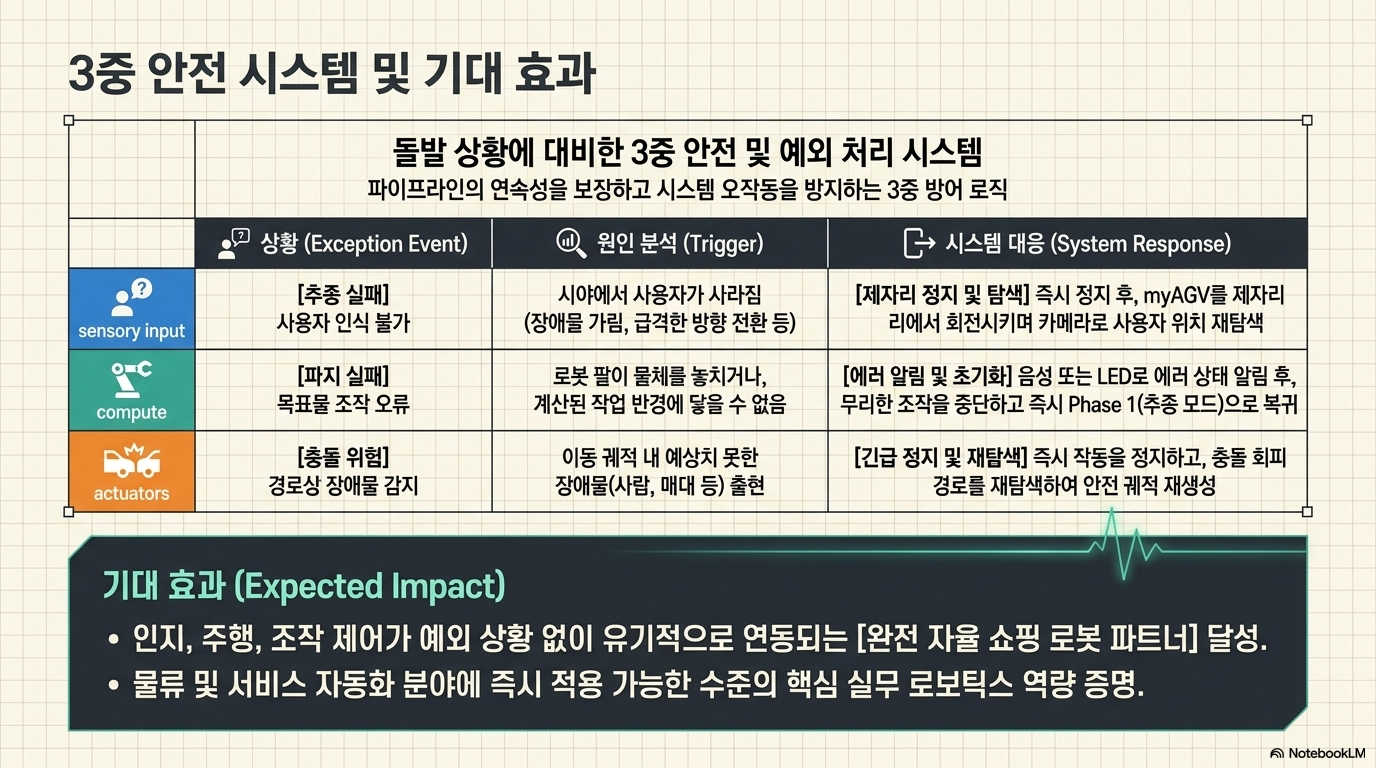 3중 안전 시스템 및 기대 효과
돌발 상황에 대비한 3중 안전 및 예외 처리 시스템
파이프라인의 연속성을 보장하고 시스템 오작동을 방지하는 3중 방어 로직
상황 (Exception Event)
원인 분석 (Trigger)
시스템 대응 (System Response)
sensory input
[추종 실패]
사용자 인식 불가
시야에서 사용자가 사라짐
(장애물 가림, 급격한 방향 전환 등)
[제자리 정지 및 탐색] 즉시 정지 후, myAGV를 제자리
리에서 회전시키며 카메라로 사용자 위치 재탐색
compute
[파지 실패]
목표물 조작 오류
로봇 팔이 물체를 놓치거나,
계산된 작업 반경에 닿을 수 없음
[에러 알림 및 초기화] 음성 또는 LED로 에러 상태 알림 후,
무리한 조작을 중단하고 즉시 Phase 1(추종 모드)으로 복귀
actuators
[충돌 위험]
경로상 장애물 감지
이동 궤적 내 예상치 못한
장애물(사랍, 매대 등) 출현
[긴급 정지 및 재탐색] 즉시 작동을 정지하고, 충돌 회피
경로를 재탐색하여 안전 궤적 재생성
기대 효과 (Expected Impact)
• 인지, 주행, 조작 제어가 예외 상황 없이 유기적으로 연동되는 [완전 자율 쇼핑 로봇 파트너] 달성.
• 물류 및 서비스 자동화 분야에 즉시 적용 가능한 수준의 핵심 실무 로보틱스 역량 증명.
NotebookLM